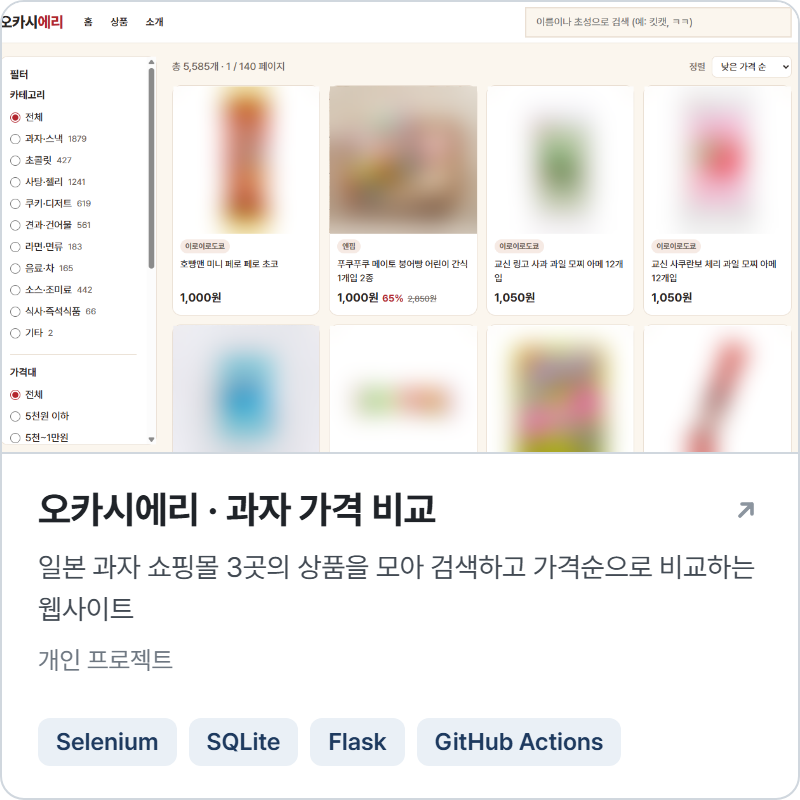 오카시에리
홈 상품 소개
이름이나 초성으로 검색 (예: 킷캣, ㅋㅋ)
필터
카테고리
전체
과자·스낵 1879
초콜릿 427
사탕·젤리 1241
쿠키·디저트 619
견과·건어물 561
라면·면류 183
음료·차 165
소스·조미료 442
식사·즉석식품 66
기타 2
가격대
전체
5천원 이하
5천~1만원
총 5,585개 · 1 / 140 페이지
정렬 낮은 가격 순
이로이로도쿄
호빵맨 미니 페로 페로 초코
1,000원
엔핍
푸쿠푸쿠 메이토 붕어빵 어린이 간식
1개입 2종
1,000원 65% 2,850원
이로이로도쿄
교신 링고 사과 과일 모찌 아메 12개
입
1,050원
이로이로도쿄
교신 사쿠란보 체리 과일 모찌 아메
12개입
1,050원
오카시에리 · 과자 가격 비교
일본 과자 쇼핑몰 3곳의 상품을 모아 검색하고 가격순으로 비교하는
웹사이트
개인 프로젝트
Selenium SQLite Flask GitHub Actions